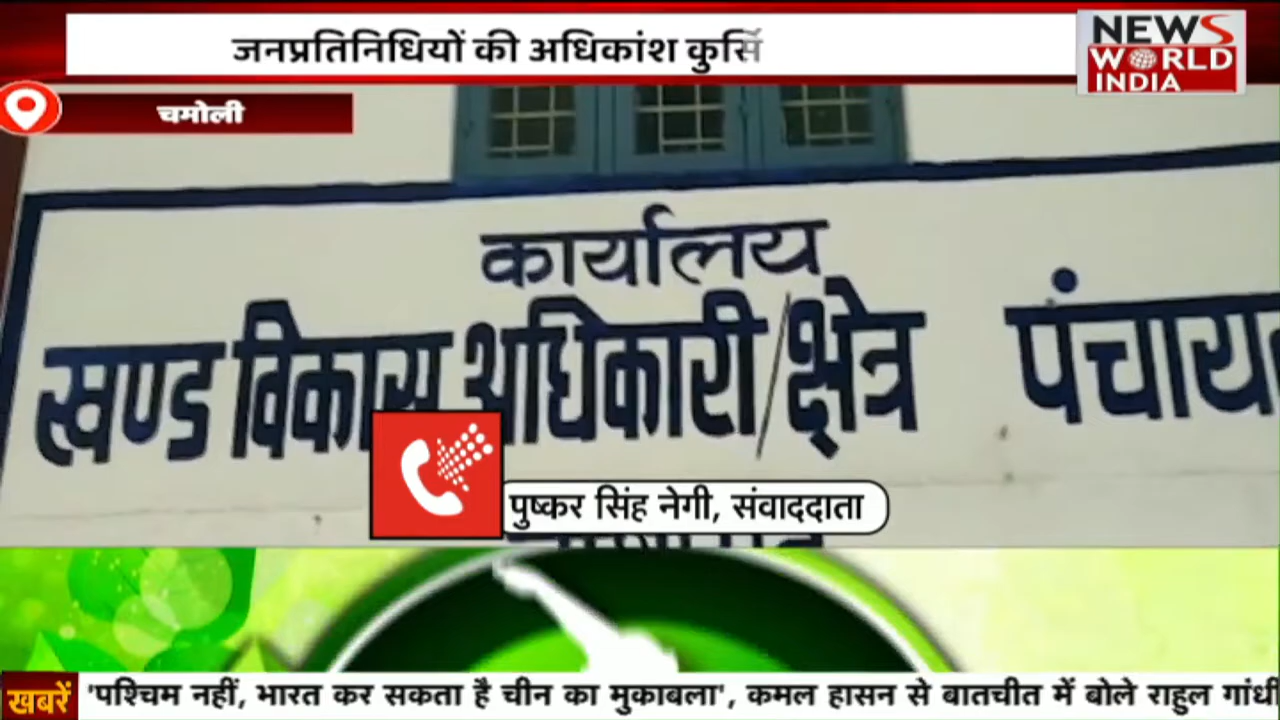 जनप्रतिनिधियों की अधिकांश कुर्सि
NEWS
WORLD
INDIA
चमोली
कार्यालय
खण्ड विकास अधिकारी/क्षेत्र पंचायत
पुष्कर सिंह नेगी, संवाददाता
खबरें 'पश्चिम नहीं, भारत कर सकता है चीन का मुकाबला', कमल हासन से बातचीत में बोले राहुल गांधी